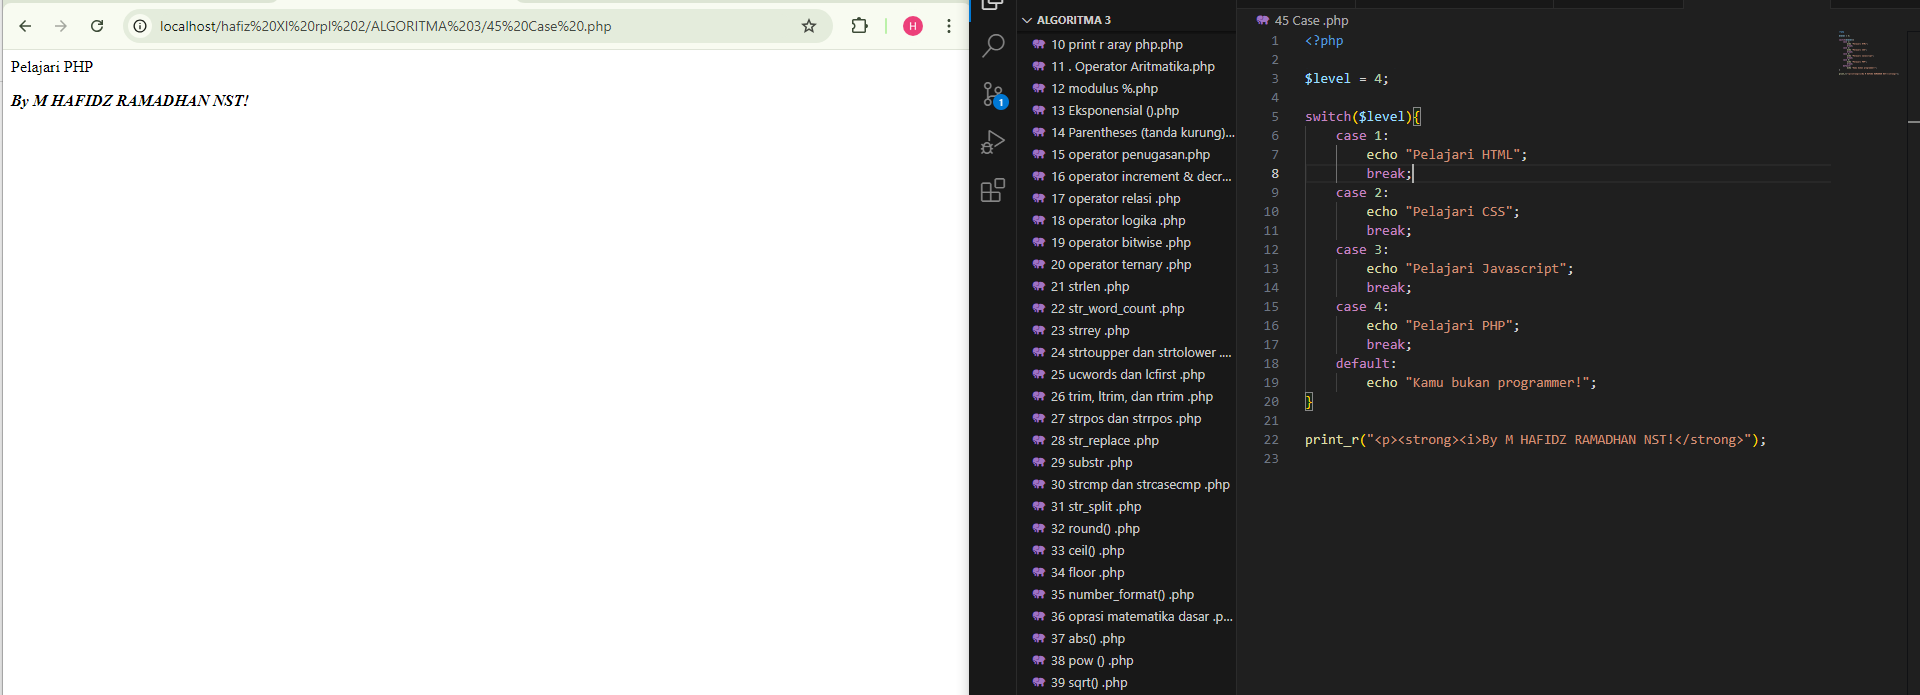 localhost/hafiz%20XI%20rpl%202/ALGORITMA%203/45%20Case%20.php
H
Pelajari PHP
By M HAFIDZ RAMADHAN NST!
1
ALGORITMA 3
10 print r aray php.php
11 . Operator Aritmatika.php
12 modulus %.php
13 Eksponensial ().php
14 Parentheses (tanda kurung)...
15 operator penugasan.php
16 operator increment & decr...
17 operator relasi .php
18 operator logika .php
19 operator bitwise .php
20 operator ternary .php
21 strlen .php
22 str_word_count .php
23 strrey .php
24 strtoupper dan strtolower ....
25 ucwords dan lcfirst .php
26 trim, ltrim, dan rtrim .php
27 strpos dan strrpos .php
28 str_replace .php
29 substr .php
30 strcmp dan strcasecmp .php
31 str_split .php
32 round() .php
33 ceil() .php
34 floor .php
35 number_format() .php
36 oprasi matematika dasar .p...
37 abs() .php
38 pow () .php
39 sqrt() .php
45 Case .php
1 <?php
2
3 $level = 4;
4
5 switch($level){
6     case 1:
7         echo "Pelajari HTML";
8         break;
9     case 2:
10         echo "Pelajari CSS";
11         break;
12     case 3:
13         echo "Pelajari Javascript";
14         break;
15     case 4:
16         echo "Pelajari PHP";
17         break;
18     default:
19         echo "Kamu bukan programmer!";
20 }
21
22 print_r("<p><strong><i>By M HAFIDZ RAMADHAN NST!</strong>");
23